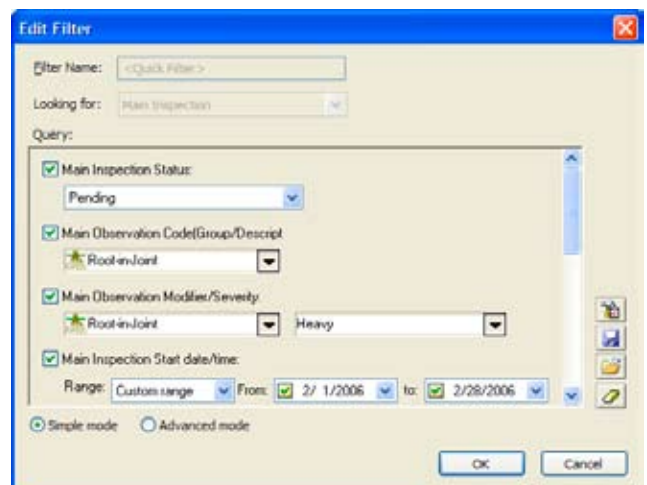 Edit Filter
Filter Name: <Quick Filter>
Looking for: Main Inspection
Query:
Main Inspection Status:
Pending
Main Observation Code(Group/Descript
Root-in-Joint
Main Observation Modifier/Severity
Root-in-Joint Heavy
Main Inspection Start date/time:
Range: Custom range From: 2/ 1/2006 to: 2/28/2006
Simple mode Advanced mode
OK Cancel